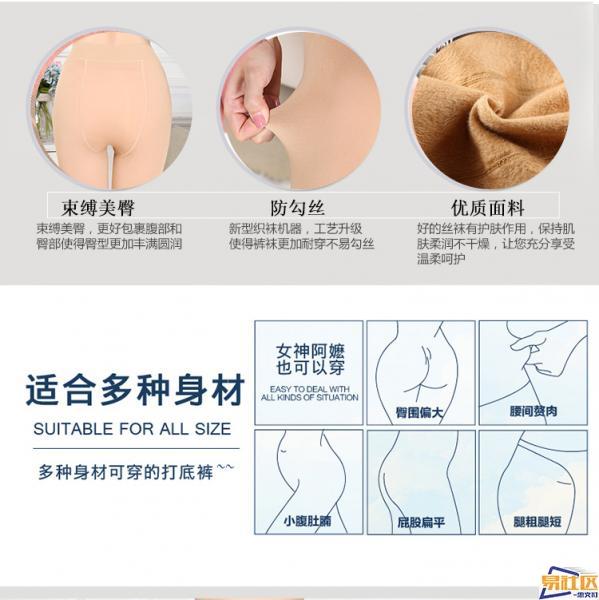 束缚美臀
束缚美臀，更好包裹腹部和
臀部使得臀型更加丰满圆润
防勾丝
新型织袜机器，工艺升级
使得裤袜更加耐穿不易勾丝
优质面料
好的丝袜有护肤作用，保持肌
肤柔润不干燥，让您充分享受
温柔呵护
适合多种身材
SUITABLE FOR ALL SIZE
多种身材可穿的打底裤~~
女神阿嬷
也可以穿
EASY TO DEAL WITH
ALL KINDS OF SITUATION
臀围偏大
腰间赘肉
小腹肚腩
屁股扁平
腿粗腿短
易社区